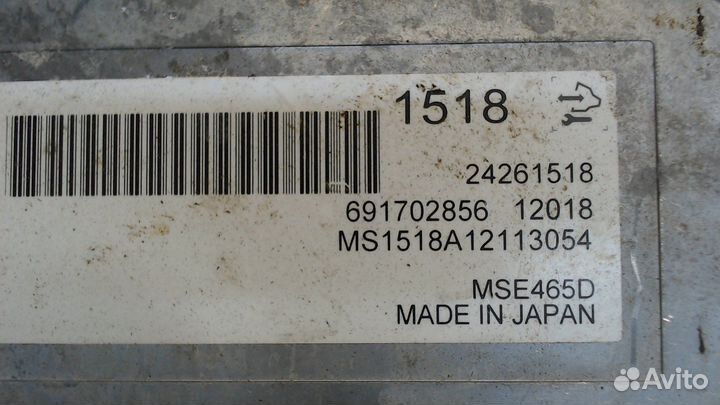 1518
24261518
691702856 12018
MS1518A12113054
MSE465D
MADE IN JAPAN
Avito